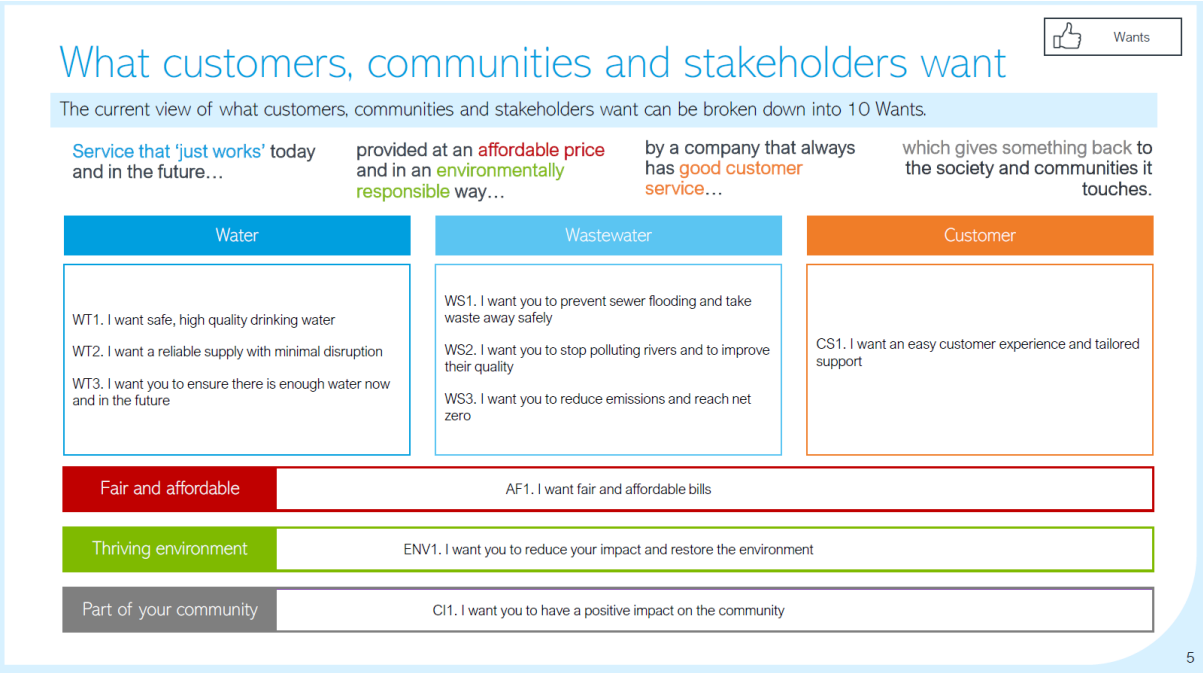 Wants
What customers, communities and stakeholders want
The current view of what customers, communities and stakeholders want can be broken down into 10 Wants.
Service that ‘just works’ today
and in the future…
provided at an affordable price
and in an environmentally
responsible way…
by a company that always
has good customer
service…
which gives something back to
the society and communities it
touches.
Water
Wastewater
Customer
WT1. I want safe, high quality drinking water
WT2. I want a reliable supply with minimal disruption
WT3. I want you to ensure there is enough water now
and in the future
WS1. I want you to prevent sewer flooding and take
waste away safely
WS2. I want you to stop polluting rivers and to improve
their quality
WS3. I want you to reduce emissions and reach net
zero
CS1. I want an easy customer experience and tailored
support
Fair and affordable
AF1. I want fair and affordable bills
Thriving environment
ENV1. I want you to reduce your impact and restore the environment
Part of your community
CI1. I want you to have a positive impact on the community
5